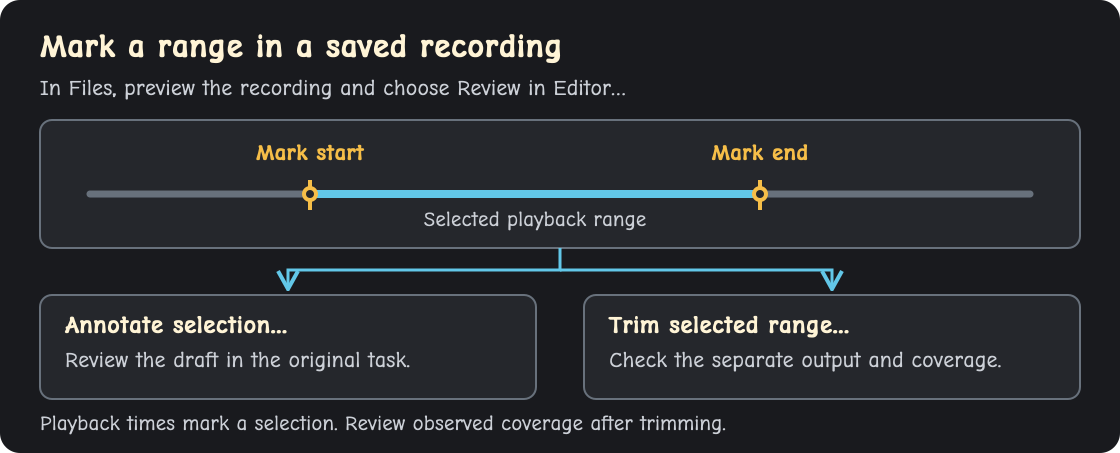 Mark a range in a saved recording
In Files, preview the recording and choose Review in Editor...
Mark start
Mark end
Selected playback range
Annotate selection...
Review the draft in the original task.
Trim selected range...
Check the separate output and coverage.
Playback times mark a selection. Review observed coverage after trimming.